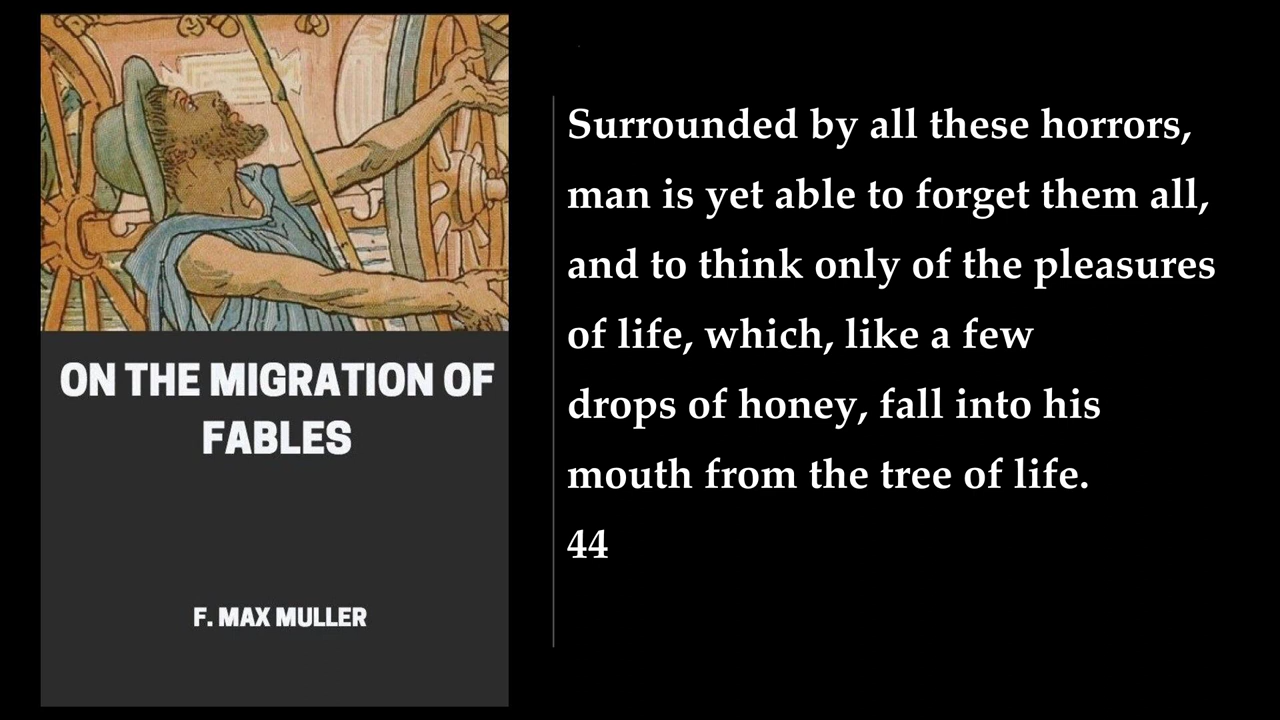 ON THE MIGRATION OF
FABLES
F. MAX MULLER
Surrounded by all these horrors,
man is yet able to forget them all,
and to think only of the pleasures
of life, which, like a few
drops of honey, fall into his
mouth from the tree of life.
44